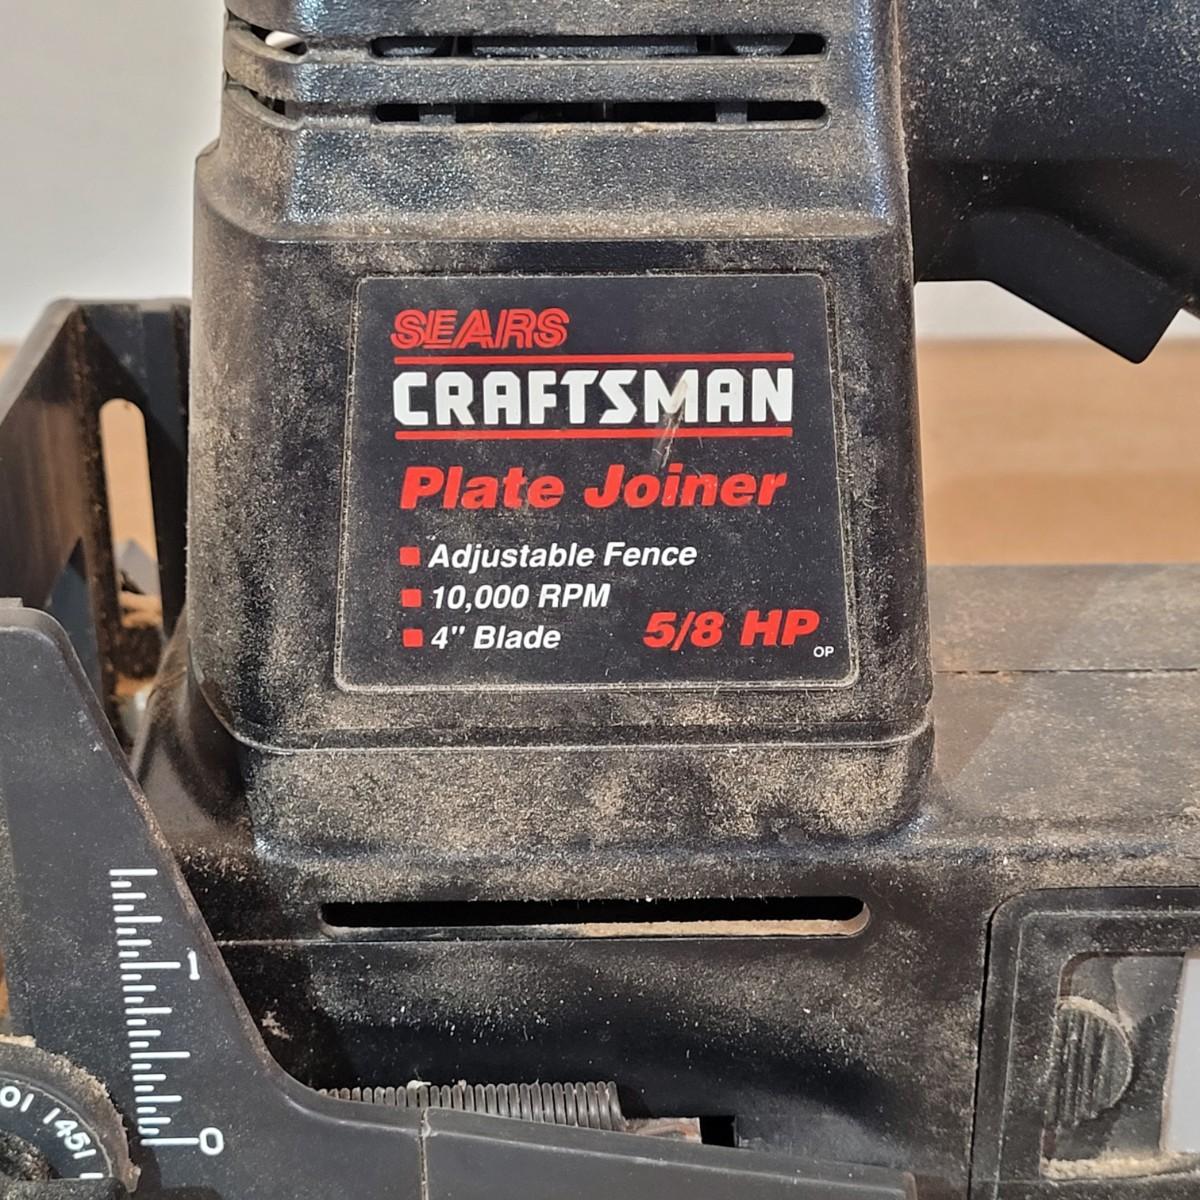 SEARS
CRAFTSMAN
Plate Joiner
Adjustable Fence
10,000 RPM
4" Blade
5/8 HP
OP
1
0